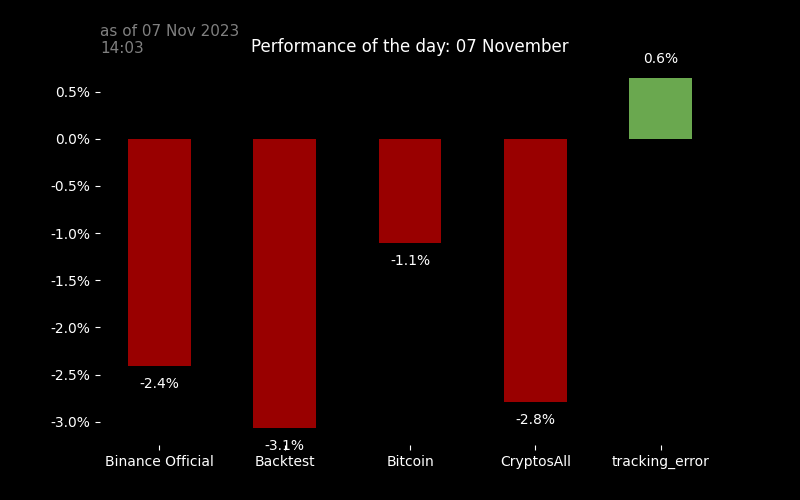 as of 07 Nov 2023
14:03
Performance of the day: 07 November
0.6%
0.5%
0.0%
-0.5%
-1.0%
-1.1%
-1.5%
-2.0%
-2.5%
-2.4%
-2.8%
-3.0%
-3.1%
Binance Official
Backtest
Bitcoin
CryptosAll
tracking_error